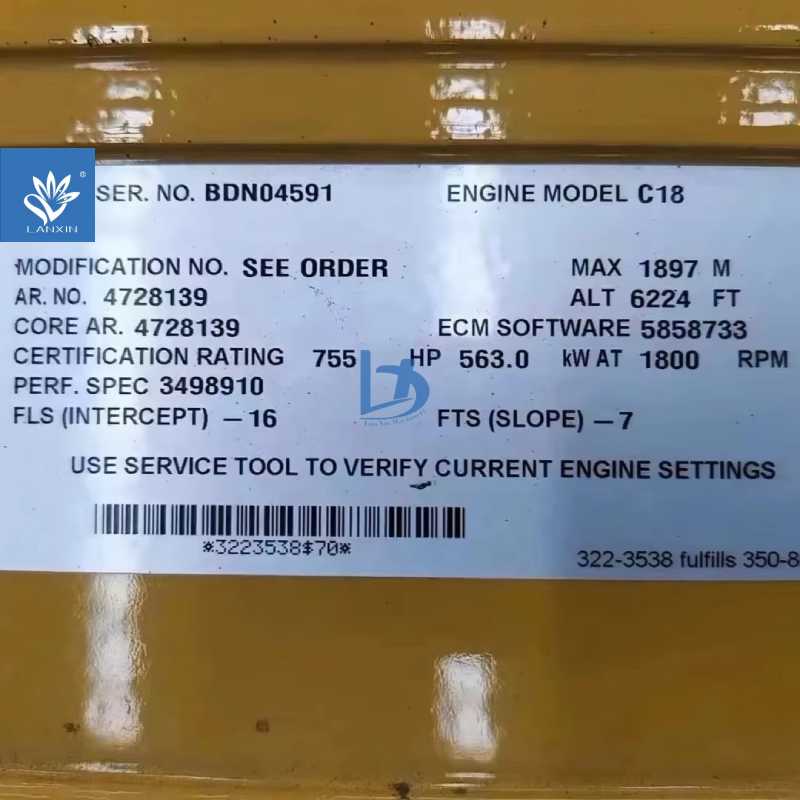 ®
LANXIN
SER. NO. BDN04591 ENGINE MODEL C18
MODIFICATION NO. SEE ORDER MAX 1897 M
AR. NO. 4728139 ALT 6224 FT
CORE AR. 4728139 ECM SOFTWARE 5858733
CERTIFICATION RATING 755 HP 563.0 kW AT 1800 RPM
PERF. SPEC 3498910
FLS (INTERCEPT) –16 FTS (SLOPE) –7
USE SERVICE TOOL TO VERIFY CURRENT ENGINE SETTINGS
*3223538$70*
322-3538 fulfills 350-8